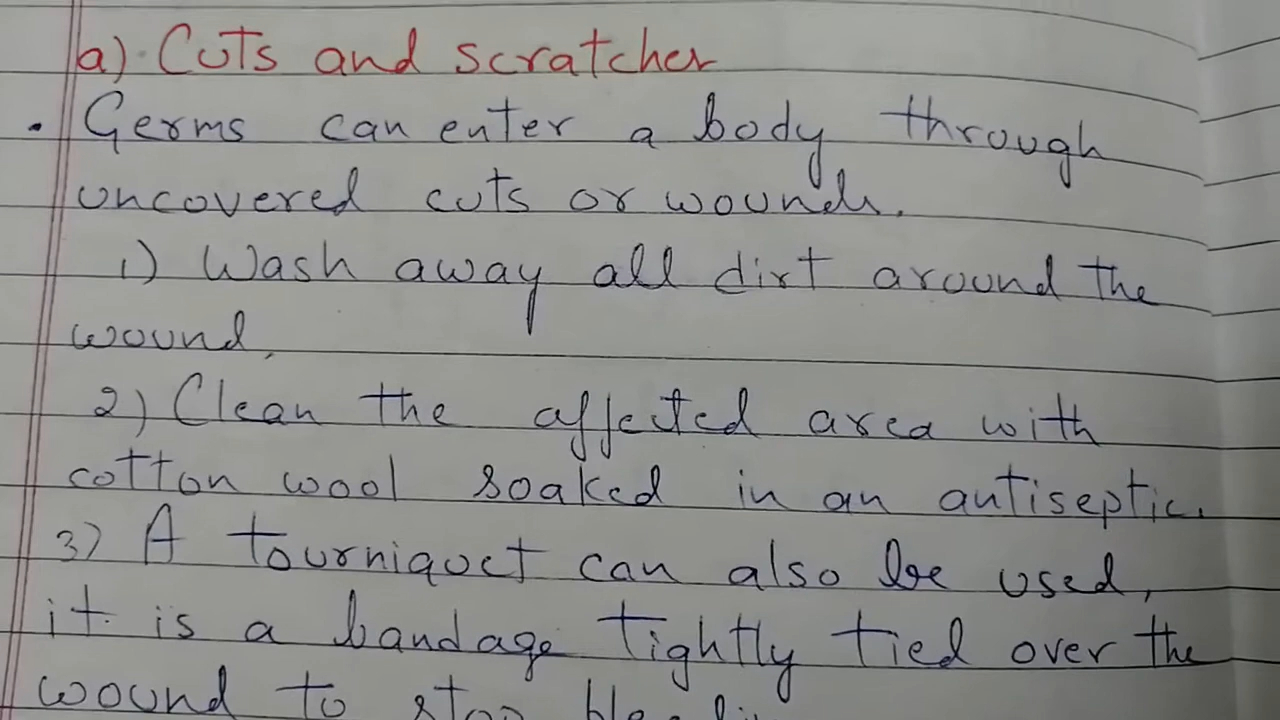 a) Cuts and scratches
• Germs can enter a body through
uncovered cuts or wounds.
1) Wash away all dirt around the
wound.
2) Clean the affected area with
cotton wool soaked in an antiseptic.
3) A tourniquet can also be used,
it is a bandage tightly tied over the
wound to stop